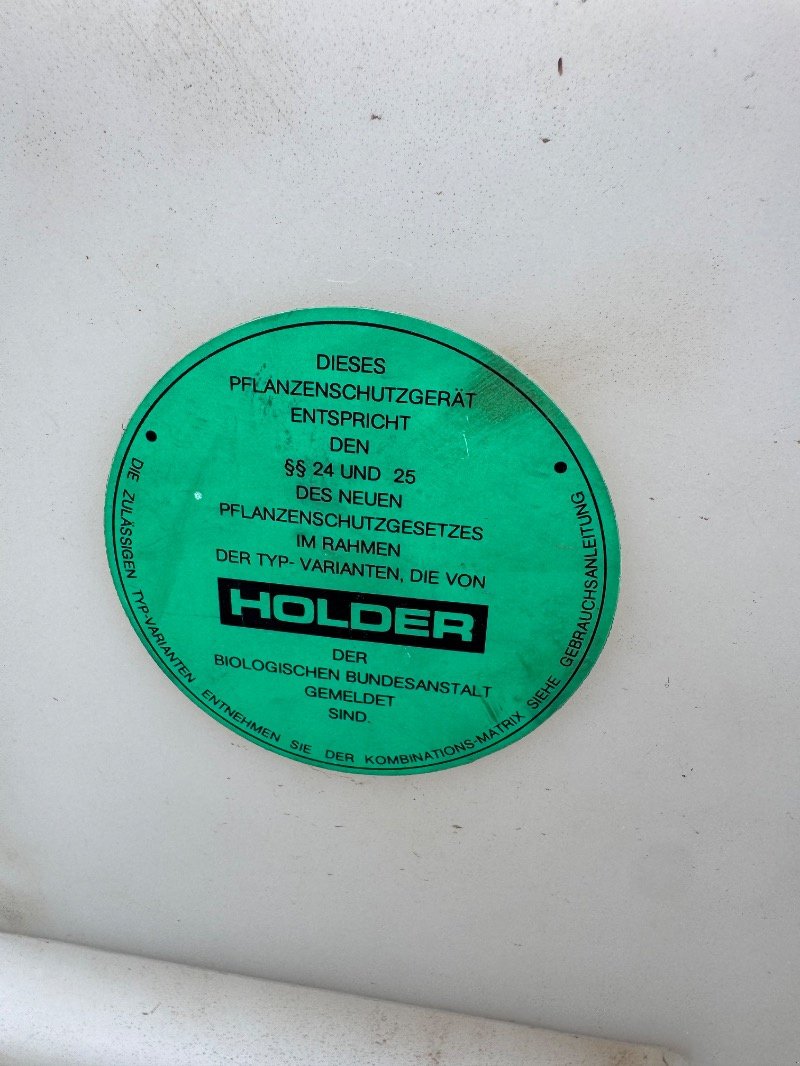 DIESES
PFLANZENSCHUTZGERÄT
ENTSPRICHT
DEN
§§ 24 UND 25
DES NEUEN
PFLANZENSCHUTZGESETZES
IM RAHMEN
DER TYP- VARIANTEN, DIE VON
HOLDER
DER
BIOLOGISCHEN BUNDESANSTALT
GEMELDET
SIND.
DIE ZULÄSSIGEN TYP-VARIANTEN ENTNEHMEN SIE DER KOMBINATIONS-MATRIX SIEHE GEBRAUCHSANLEITUNG